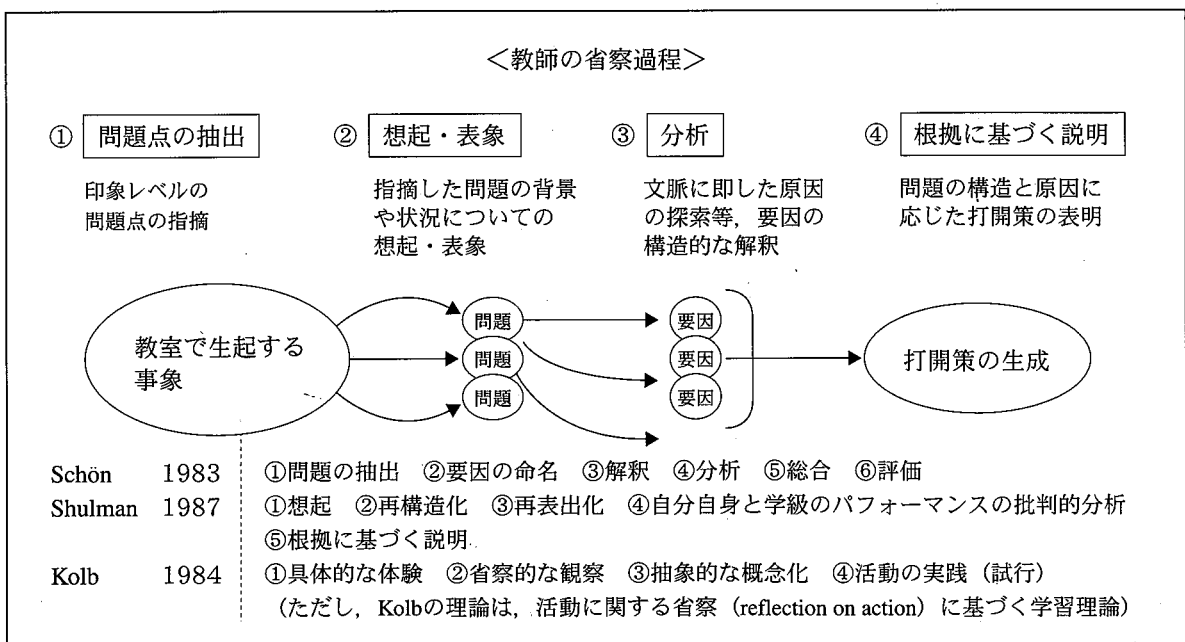 <教師の省察過程>
① 問題点の抽出 ② 想起・表象 ③ 分析 ④ 根拠に基づく説明
印象レベルの
問題点の指摘
指摘した問題の背景
や状況についての
想起・表象
文脈に即した原因
の探索等,要因の
構造的な解釈
問題の構造と原因に
応じた打開策の表明
教室で生起する
事象
問題
問題
問題
要因
要因
要因
打開策の生成
Schön 1983 ①問題の抽出 ②要因の命名 ③解釈 ④分析 ⑤総合 ⑥評価
Shulman 1987 ①想起 ②再構造化 ③再表出化 ④自分自身と学級のパフォーマンスの批判的分析
⑤根拠に基づく説明
Kolb 1984 ①具体的な体験 ②省察的な観察 ③抽象的な概念化 ④活動の実践(試行)
(ただし,Kolbの理論は,活動に関する省察(reflection on action)に基づく学習理論)